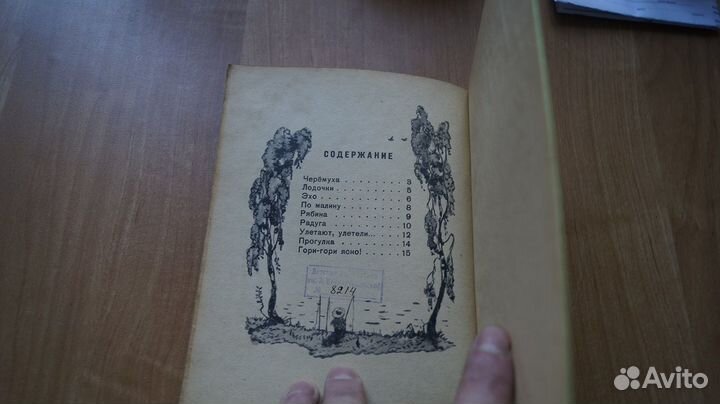 СОДЕРЖАНИЕ
Черёмуха . . . . . . . . 3
Лодочки . . . . . . . . 5
Эхо . . . . . . . . . . 6
По малину . . . . . . . 8
Рябина . . . . . . . . 9
Радуга . . . . . . . . 10
Улетают, улетели... . . 12
Прогулка . . . . . . . 14
Гори-гори ясно! . . . . 15
№ 8214
Avito